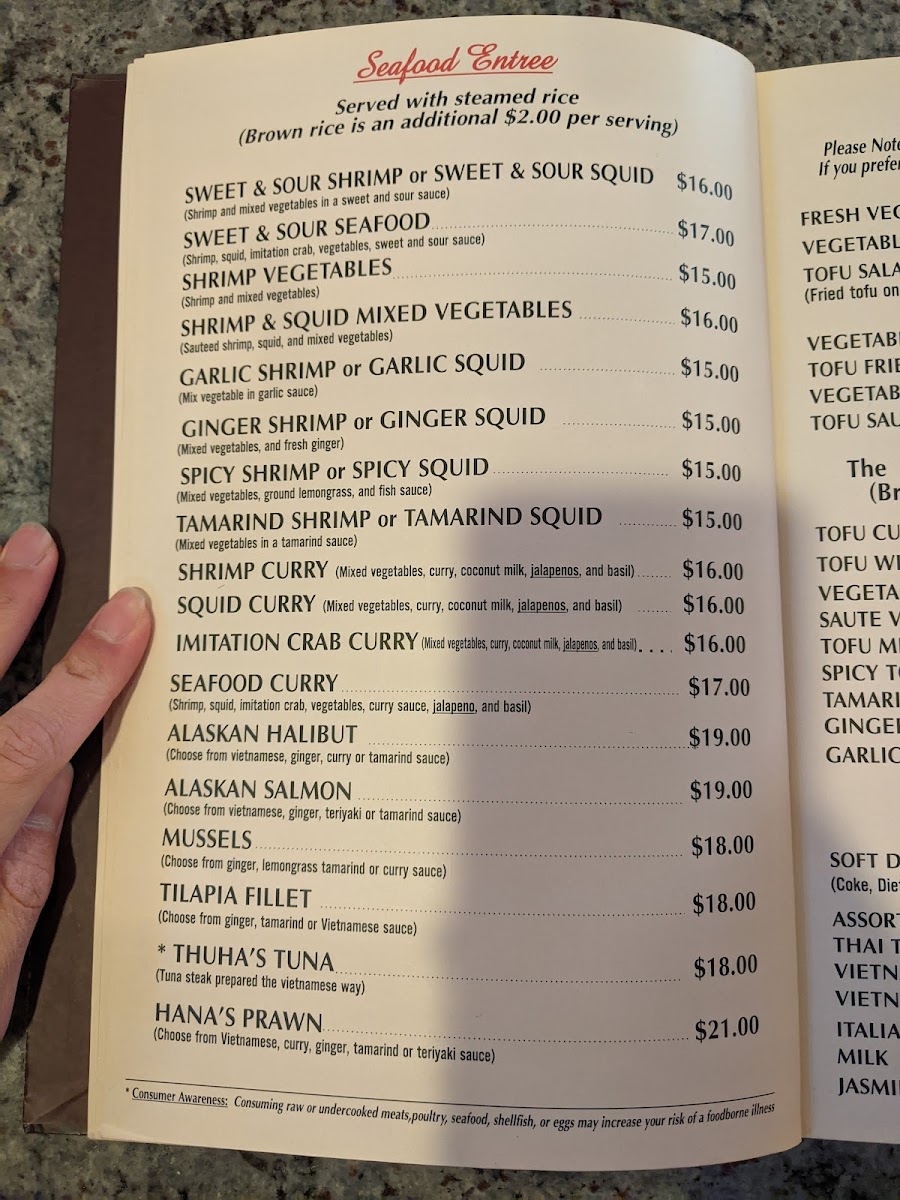 Seafood Entree
Served with steamed rice
(Brown rice is an additional $2.00 per serving)
SWEET & SOUR SHRIMP or SWEET & SOUR SQUID $16.00
(Shrimp and mixed vegetables in a sweet and sour sauce)
SWEET & SOUR SEAFOOD $17.00
(Shrimp, squid, imitation crab, vegetables, sweet and sour sauce)
SHRIMP VEGETABLES $15.00
(Shrimp and mixed vegetables)
SHRIMP & SQUID MIXED VEGETABLES $16.00
(Sauteed shrimp, squid, and mixed vegetables)
GARLIC SHRIMP or GARLIC SQUID $15.00
(Mix vegetable in garlic sauce)
GINGER SHRIMP or GINGER SQUID $15.00
(Mixed vegetables, and fresh ginger)
SPICY SHRIMP or SPICY SQUID $15.00
(Mixed vegetables, ground lemongrass, and fish sauce)
TAMARIND SHRIMP or TAMARIND SQUID $15.00
(Mixed vegetables in a tamarind sauce)
SHRIMP CURRY (Mixed vegetables, curry, coconut milk, jalapenos, and basil) $16.00
SQUID CURRY (Mixed vegetables, curry, coconut milk, jalapenos, and basil) $16.00
IMITATION CRAB CURRY (Mixed vegetables, curry, coconut milk, jalapenos, and basil). . . . $16.00
SEAFOOD CURRY $17.00
(Shrimp, squid, imitation crab, vegetables, curry sauce, jalapeno, and basil)
ALASKAN HALIBUT $19.00
(Choose from vietnamese, ginger, curry or tamarind sauce)
ALASKAN SALMON $19.00
(Choose from vietnamese, ginger, teriyaki or tamarind sauce)
MUSSELS $18.00
(Choose from ginger, lemongrass tamarind or curry sauce)
TILAPIA FILLET $18.00
(Choose from ginger, tamarind or Vietnamese sauce)
* THUHA'S TUNA $18.00
(Tuna steak prepared the vietnamese way)
HANA'S PRAWN $21.00
(Choose from Vietnamese, curry, ginger, tamarind or teriyaki sauce)
* Consumer Awareness: Consuming raw or undercooked meats,poultry, seafood, shellfish, or eggs may increase your risk of a foodborne illness
Please Note
If you prefer
FRESH VEG
VEGETABL
TOFU SALA
(Fried tofu on
VEGETAB
TOFU FRIE
VEGETAB
TOFU SAU
The
(Br
TOFU CU
TOFU WI
VEGETA
SAUTE V
TOFU MI
SPICY TO
TAMARI
GINGER
GARLIC
SOFT D
(Coke, Die
ASSORT
THAI T
VIETN
VIETN
ITALIA
MILK
JASMI